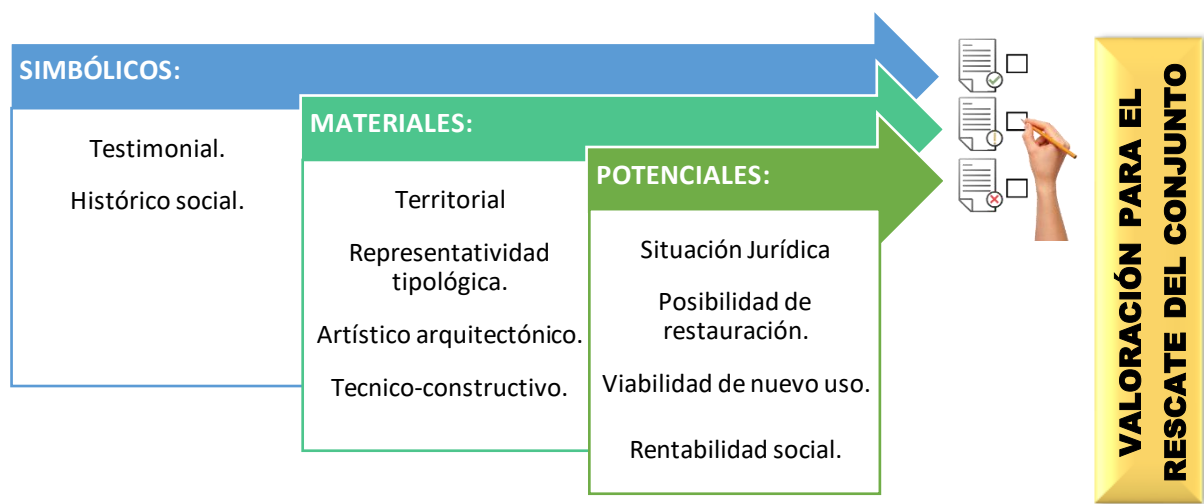 SIMBÓLICOS:
Testimonial.
Histórico social.
MATERIALES:
Territorial
Representatividad
tipológica.
Artístico arquitectónico.
Tecnico-constructivo.
POTENCIALES:
Situación Jurídica
Posibilidad de
restauración.
Viabilidad de nuevo uso.
Rentabilidad social.
VALORACIÓN PARA EL
RESCATE DEL CONJUNTO